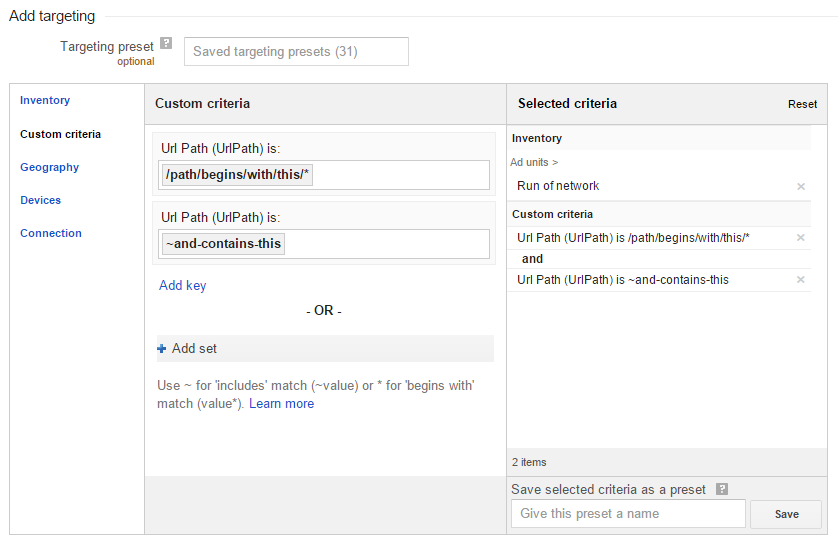 Add targeting
Targeting preset ?
optional
Saved targeting presets (31)
Inventory
Custom criteria
Geography
Devices
Connection
Custom criteria
Url Path (UrlPath) is:
/path/begins/with/this/*
Url Path (UrlPath) is:
~and-contains-this
Add key
- OR -
Add set
Use ~ for 'includes' match (~value) or * for 'begins with'
match (value*). Learn more
Selected criteria
Reset
Inventory
Ad units >
Run of network
Custom criteria
Url Path (UrlPath) is /path/begins/with/this/*
and
Url Path (UrlPath) is ~and-contains-this
2 items
Save selected criteria as a preset ?
Give this preset a name
Save